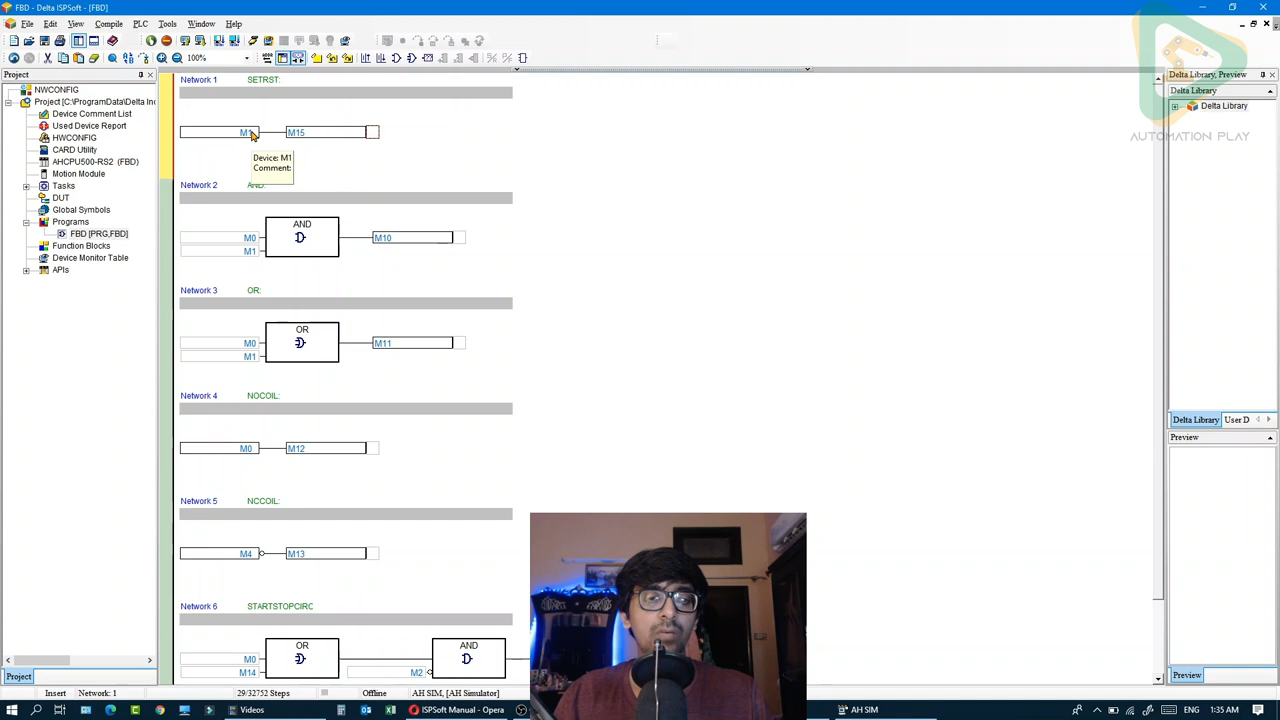 FBD - Delta ISPSoft - [FBD]
File Edit View Compile PLC Tools Window Help
100%
Project
NWCONFIG
Project [C:\ProgramData\Delta Ind
Device Comment List
Used Device Report
HWCONFIG
CARD Utility
AHCPU500-RS2 (FBD)
Motion Module
Tasks
DUT
Global Symbols
Programs
FBD [PRG,FBD]
Function Blocks
Device Monitor Table
APIs
Project
Network 1 SETRST:
M1 M15
Device: M1
Comment:
Network 2 AND:
AND
M0 M10
M1
Network 3 OR:
OR
M0 M11
M1
Network 4 NOCOIL:
M0 M12
Network 5 NCCOIL:
M4 M13
Network 6 STARTSTOPCIRC
OR AND
M0
M14 M2
Delta Library, Preview
Delta Library
Delta Library
AUTOMATION PLAY
Delta Library User D
Preview
Preview
Insert Network: 1 29/32752 Steps Offline AH SIM, [AH Simulator]
Videos ISPSoft Manual - Opera AH SIM ENG 1:35 AM